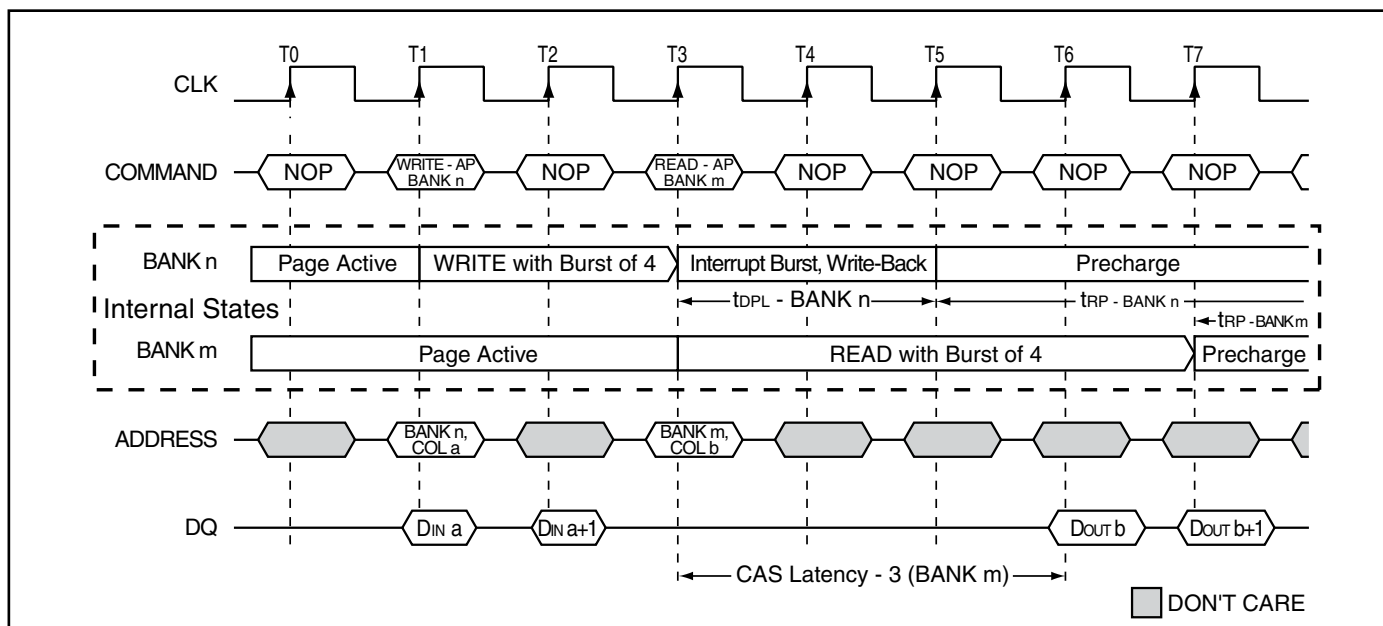 T0 T1 T2 T3 T4 T5 T6 T7
CLK
COMMAND NOP WRITE - AP BANK n NOP READ - AP BANK m NOP NOP NOP NOP
BANK n Page Active WRITE with Burst of 4 Interrupt Burst, Write-Back Precharge
tDPL - BANK n tRP - BANK n
Internal States
tRP - BANK m
BANK m Page Active READ with Burst of 4 Precharge
ADDRESS BANK n, COL a BANK m, COL b
DQ DIN a DIN a+1 DOUT b DOUT b+1
CAS Latency - 3 (BANK m)
DON'T CARE